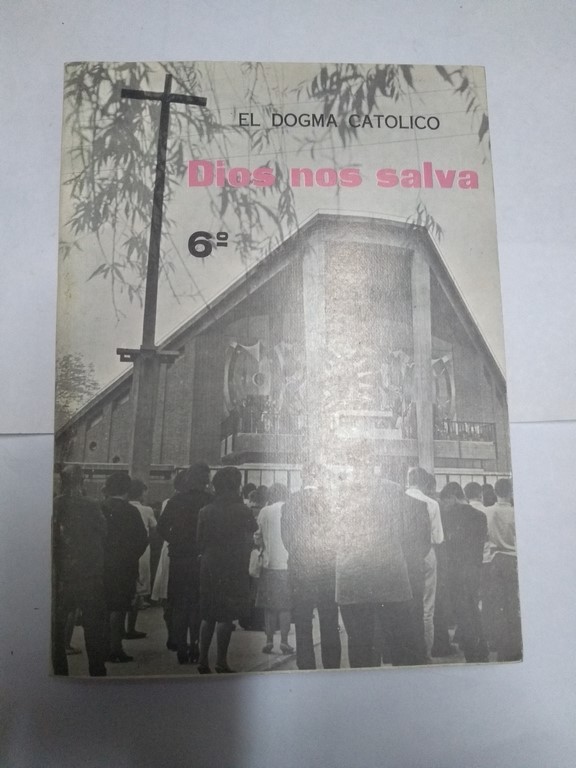 EL DOGMA CATOLICO
Dios nos salva
6º